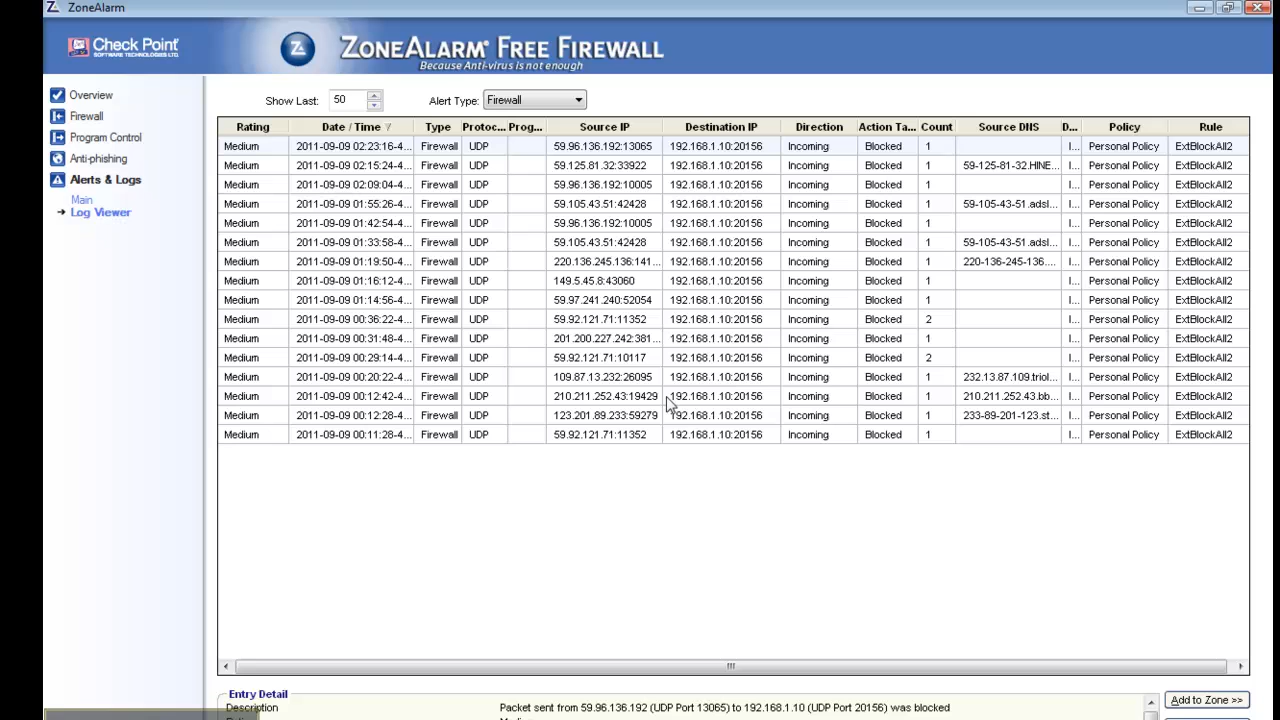 ZoneAlarm
Check Point
SOFTWARE TECHNOLOGIES LTD.
ZONEALARM® FREE FIREWALL
Because Anti-virus is not enough
Overview
Firewall
Program Control
Anti-phishing
Alerts & Logs
Main
Log Viewer
Show Last: 50 Alert Type: Firewall
Rating Date / Time Type Protoc... Prog... Source IP Destination IP Direction Action Ta... Count Source DNS D... Policy Rule
Medium 2011-09-09 02:23:16-4... Firewall UDP 59.96.136.192:13065 192.168.1.10:20156 Incoming Blocked 1 Personal Policy ExtBlockAll2
Medium 2011-09-09 02:15:24-4... Firewall UDP 59.125.81.32:33922 192.168.1.10:20156 Incoming Blocked 1 59-125-81-32.HINE... I... Personal Policy ExtBlockAll2
Medium 2011-09-09 02:09:04-4... Firewall UDP 59.96.136.192:10005 192.168.1.10:20156 Incoming Blocked 1 I... Personal Policy ExtBlockAll2
Medium 2011-09-09 01:55:26-4... Firewall UDP 59.105.43.51:42428 192.168.1.10:20156 Incoming Blocked 1 59-105-43-51.adsl... I... Personal Policy ExtBlockAll2
Medium 2011-09-09 01:42:54-4... Firewall UDP 59.96.136.192:10005 192.168.1.10:20156 Incoming Blocked 1 I... Personal Policy ExtBlockAll2
Medium 2011-09-09 01:33:58-4... Firewall UDP 59.105.43.51:42428 192.168.1.10:20156 Incoming Blocked 1 59-105-43-51.adsl... I... Personal Policy ExtBlockAll2
Medium 2011-09-09 01:19:50-4... Firewall UDP 220.136.245.136:141... 192.168.1.10:20156 Incoming Blocked 1 220-136-245-136.... I... Personal Policy ExtBlockAll2
Medium 2011-09-09 01:16:12-4... Firewall UDP 149.5.45.8:43060 192.168.1.10:20156 Incoming Blocked 1 I... Personal Policy ExtBlockAll2
Medium 2011-09-09 01:14:56-4... Firewall UDP 59.97.241.240:52054 192.168.1.10:20156 Incoming Blocked 1 I... Personal Policy ExtBlockAll2
Medium 2011-09-09 00:36:22-4... Firewall UDP 59.92.121.71:11352 192.168.1.10:20156 Incoming Blocked 2 I... Personal Policy ExtBlockAll2
Medium 2011-09-09 00:31:48-4... Firewall UDP 201.200.227.242:381... 192.168.1.10:20156 Incoming Blocked 1 I... Personal Policy ExtBlockAll2
Medium 2011-09-09 00:29:14-4... Firewall UDP 59.92.121.71:10117 192.168.1.10:20156 Incoming Blocked 2 I... Personal Policy ExtBlockAll2
Medium 2011-09-09 00:20:22-4... Firewall UDP 109.87.13.232:26095 192.168.1.10:20156 Incoming Blocked 1 232.13.87.109.triol... I... Personal Policy ExtBlockAll2
Medium 2011-09-09 00:12:42-4... Firewall UDP 210.211.252.43:19429 192.168.1.10:20156 Incoming Blocked 1 210.211.252.43.bb... I... Personal Policy ExtBlockAll2
Medium 2011-09-09 00:12:28-4... Firewall UDP 123.201.89.233:59279 192.168.1.10:20156 Incoming Blocked 1 233-89-201-123.st... I... Personal Policy ExtBlockAll2
Medium 2011-09-09 00:11:28-4... Firewall UDP 59.92.121.71:11352 192.168.1.10:20156 Incoming Blocked 1 I... Personal Policy ExtBlockAll2
Entry Detail
Description Packet sent from 59.96.136.192 (UDP Port 13065) to 192.168.1.10 (UDP Port 20156) was blocked
Add to Zone >>